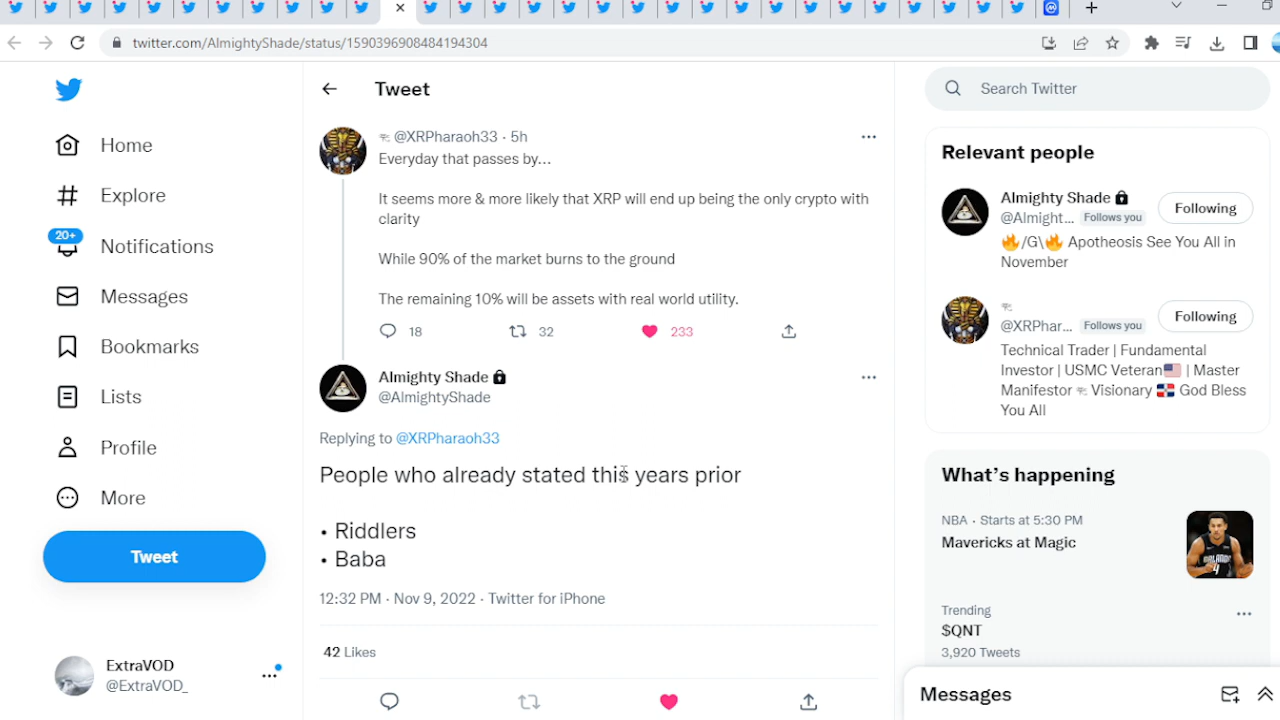 twitter.com/AlmightyShade/status/1590396908484194304
Home
Explore
20+
Notifications
Messages
Bookmarks
Lists
Profile
More
Tweet
ExtraVOD
@ExtraVOD_
Tweet
@XRPharaoh33 · 5h
Everyday that passes by...
It seems more & more likely that XRP will end up being the only crypto with
clarity
While 90% of the market burns to the ground
The remaining 10% will be assets with real world utility.
18 32 233
Almighty Shade
@AlmightyShade
Replying to @XRPharaoh33
People who already stated this years prior
• Riddlers
• Baba
12:32 PM · Nov 9, 2022 · Twitter for iPhone
42 Likes
Search Twitter
Relevant people
Almighty Shade
@Almight... Follows you
Following
🔥/G\🔥 Apotheosis See You All in
November
@XRPhar... Follows you
Following
Technical Trader | Fundamental
Investor | USMC Veteran🇺🇸 | Master
Manifestor Visionary 🇩🇴 God Bless
You All
What's happening
NBA · Starts at 5:30 PM
Mavericks at Magic
Trending
$QNT
3,920 Tweets
Messages